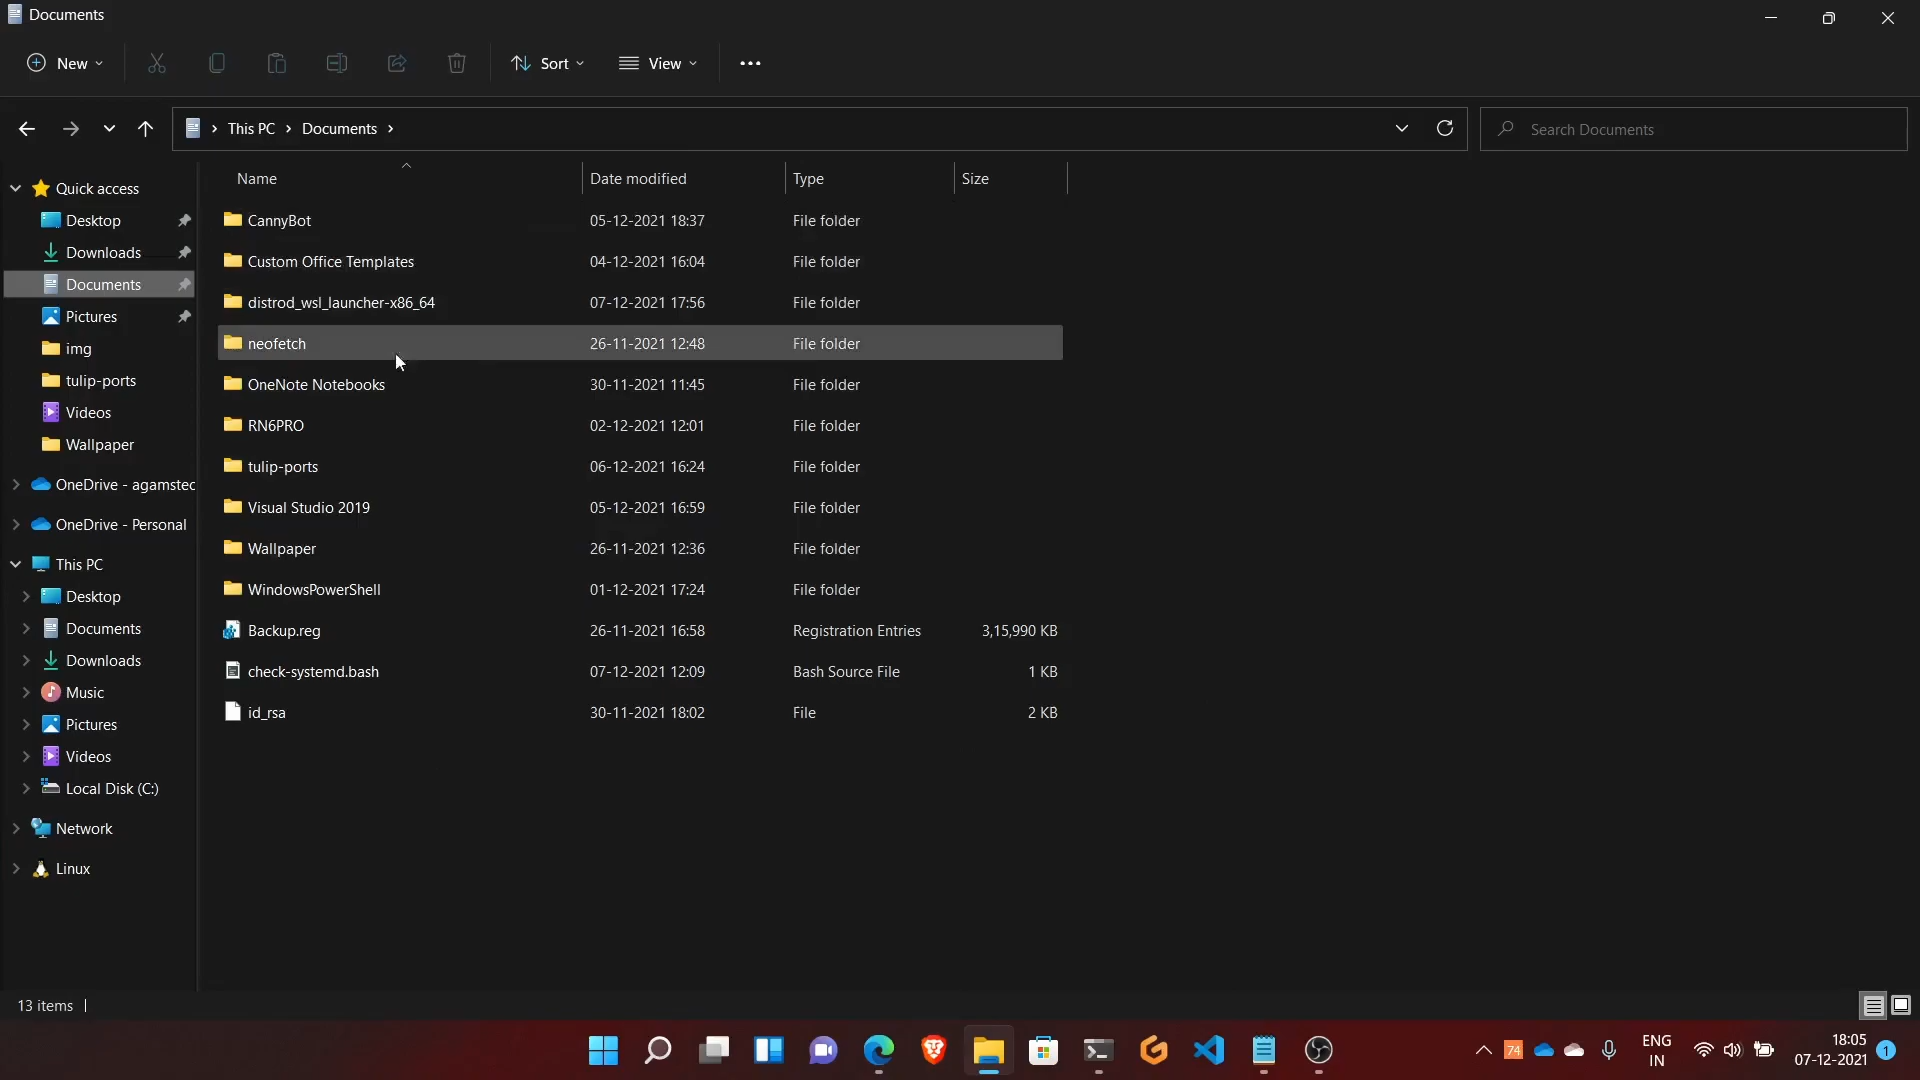 Documents
New
Sort
View
This PC
Documents
Search Documents
Name
Date modified
Type
Size
Quick access
Desktop
Downloads
Documents
Pictures
img
tulip-ports
Videos
Wallpaper
OneDrive - agamstec
OneDrive - Personal
This PC
Desktop
Documents
Downloads
Music
Pictures
Videos
Local Disk (C:)
Network
Linux
CannyBot 05-12-2021 18:37 File folder
Custom Office Templates 04-12-2021 16:04 File folder
distrod_wsl_launcher-x86_64 07-12-2021 17:56 File folder
neofetch 26-11-2021 12:48 File folder
OneNote Notebooks 30-11-2021 11:45 File folder
RN6PRO 02-12-2021 12:01 File folder
tulip-ports 06-12-2021 16:24 File folder
Visual Studio 2019 05-12-2021 16:59 File folder
Wallpaper 26-11-2021 12:36 File folder
WindowsPowerShell 01-12-2021 17:24 File folder
Backup.reg 26-11-2021 16:58 Registration Entries 3,15,990 KB
check-systemd.bash 07-12-2021 12:09 Bash Source File 1 KB
id_rsa 30-11-2021 18:02 File 2 KB
13 items
74
ENG
IN
18:05
07-12-2021
1